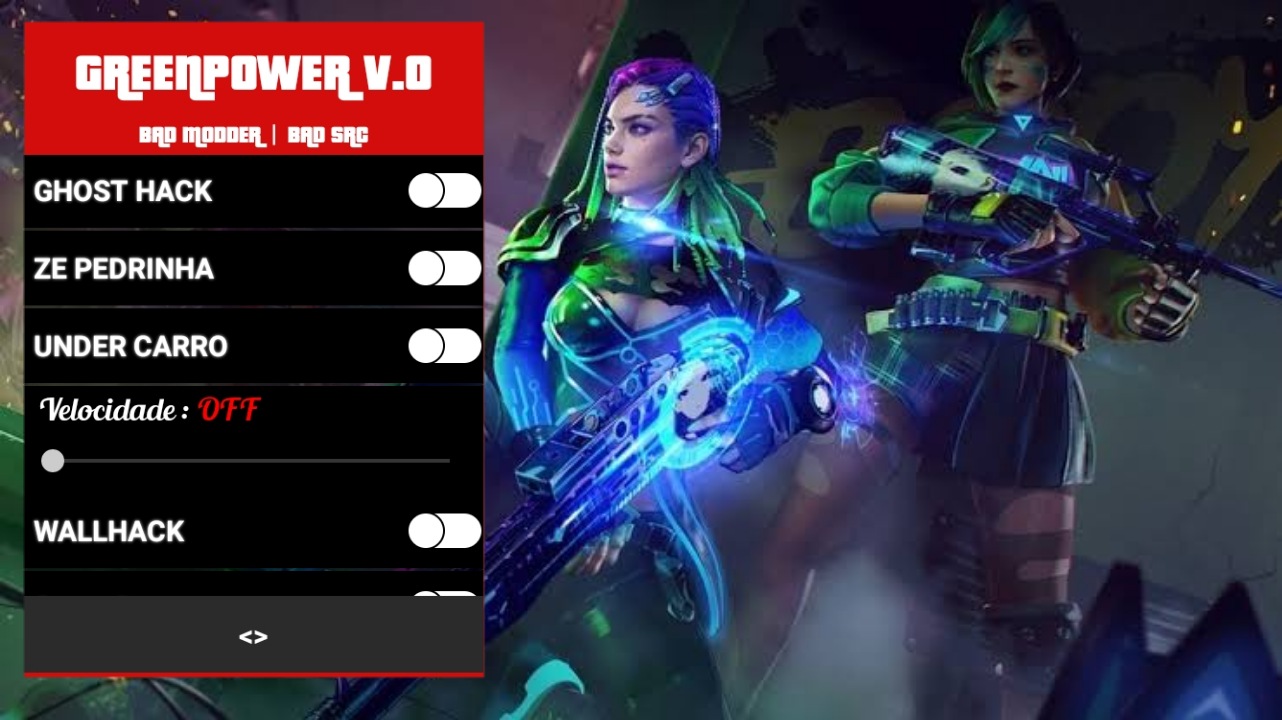 GREENPOWER V.0
BAD MODDER | BAD SRC
GHOST HACK
ZE PEDRINHA
UNDER CARRO
Velocidade : OFF
WALLHACK
<>